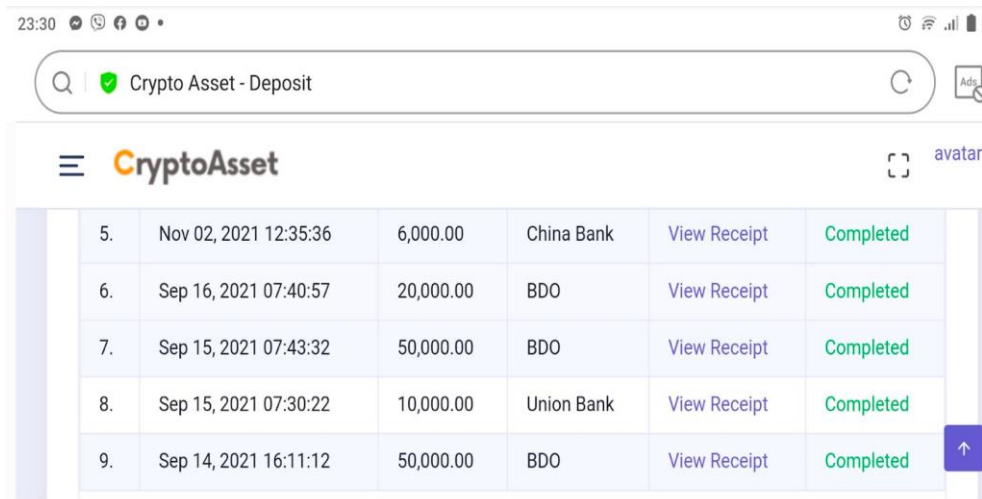 23:30
Crypto Asset - Deposit
Ads
CryptoAsset
avatar
5. Nov 02, 2021 12:35:36 6,000.00 China Bank View Receipt Completed
6. Sep 16, 2021 07:40:57 20,000.00 BDO View Receipt Completed
7. Sep 15, 2021 07:43:32 50,000.00 BDO View Receipt Completed
8. Sep 15, 2021 07:30:22 10,000.00 Union Bank View Receipt Completed
9. Sep 14, 2021 16:11:12 50,000.00 BDO View Receipt Completed